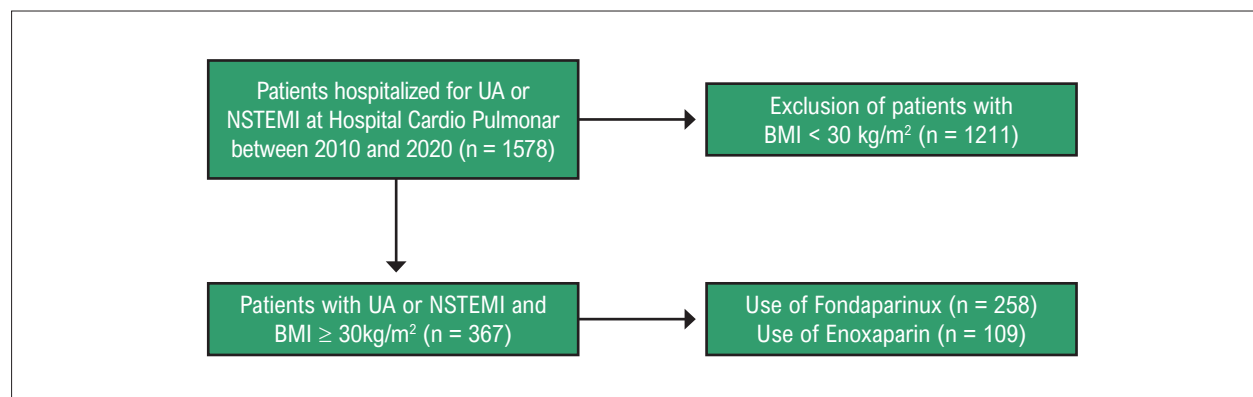 Patients hospitalized for UA or
NSTEMI at Hospital Cardio Pulmonar
between 2010 and 2020 (n = 1578)
Exclusion of patients with
BMI < 30 kg/m² (n = 1211)
Patients with UA or NSTEMI and
BMI ≥ 30kg/m² (n = 367)
Use of Fondaparinux (n = 258)
Use of Enoxaparin (n = 109)